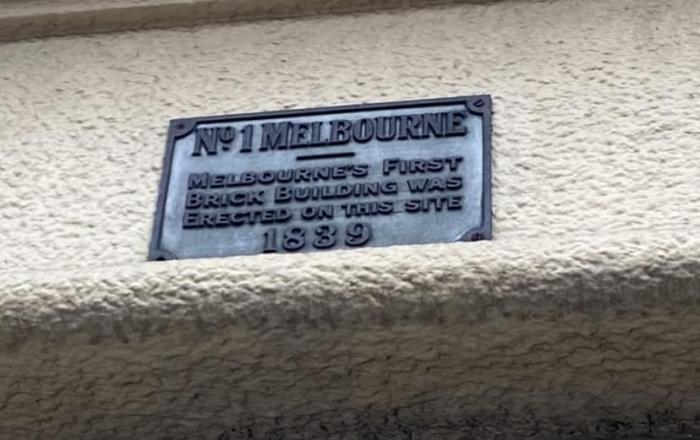 Nº 1 MELBOURNE
MELBOURNE'S FIRST
BRICK BUILDING WAS
ERECTED ON THIS SITE
1839